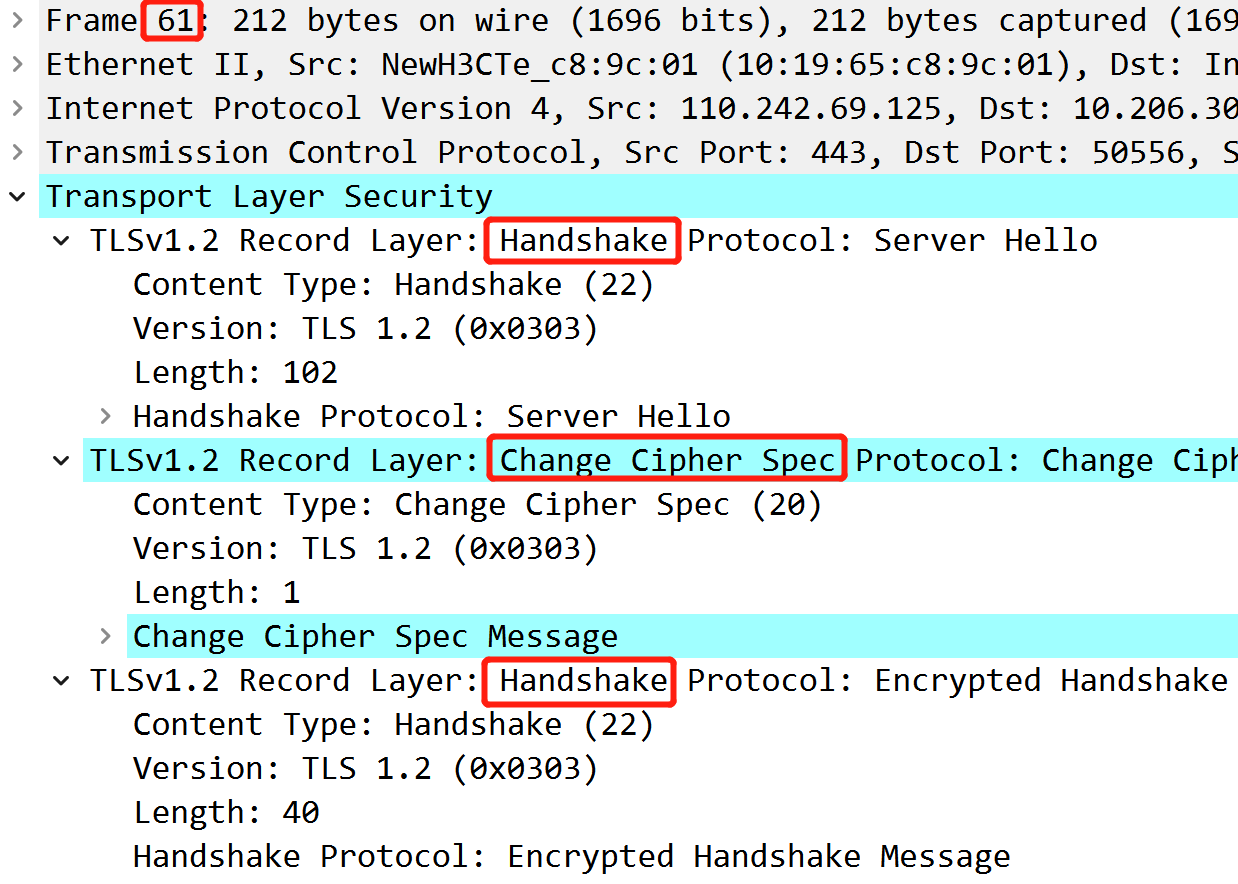 Frame 61: 212 bytes on wire (1696 bits), 212 bytes captured (169
Ethernet II, Src: NewH3CTe_c8:9c:01 (10:19:65:c8:9c:01), Dst: In
Internet Protocol Version 4, Src: 110.242.69.125, Dst: 10.206.30
Transmission Control Protocol, Src Port: 443, Dst Port: 50556, S
Transport Layer Security
TLSv1.2 Record Layer: Handshake Protocol: Server Hello
Content Type: Handshake (22)
Version: TLS 1.2 (0x0303)
Length: 102
Handshake Protocol: Server Hello
TLSv1.2 Record Layer: Change Cipher Spec Protocol: Change Ciph
Content Type: Change Cipher Spec (20)
Version: TLS 1.2 (0x0303)
Length: 1
Change Cipher Spec Message
TLSv1.2 Record Layer: Handshake Protocol: Encrypted Handshake
Content Type: Handshake (22)
Version: TLS 1.2 (0x0303)
Length: 40
Handshake Protocol: Encrypted Handshake Message